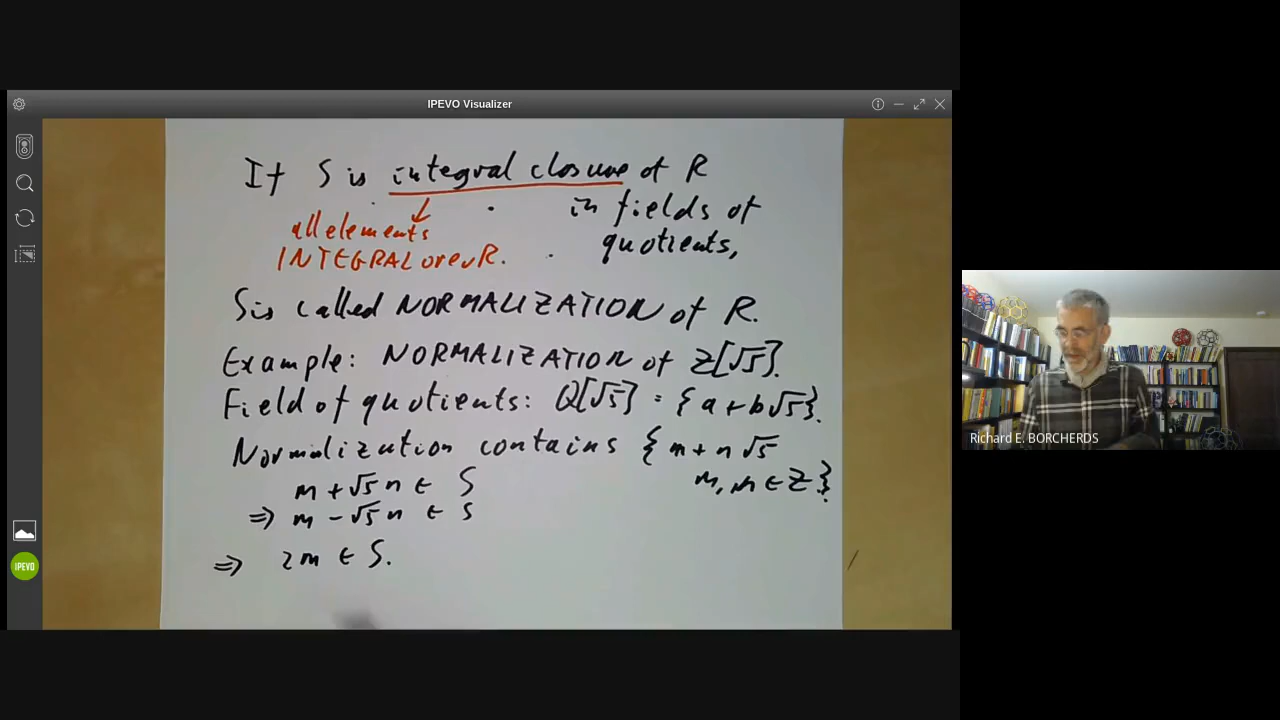 IPEVO Visualizer
If S is integral closure of R
in fields of
quotients,
all elements
INTEGRAL over R.
S is called NORMALIZATION of R.
Example: NORMALIZATION of Z[√5].
Field of quotients: Q[√5] = {a+b√5}.
Normalization contains {m+n√5
m,n ∈ Z}.
m+√5n ∈ S
⇒ m-√5n ∈ S
⇒ 2m ∈ S.
IPEVO
Richard E. BORCHERDS